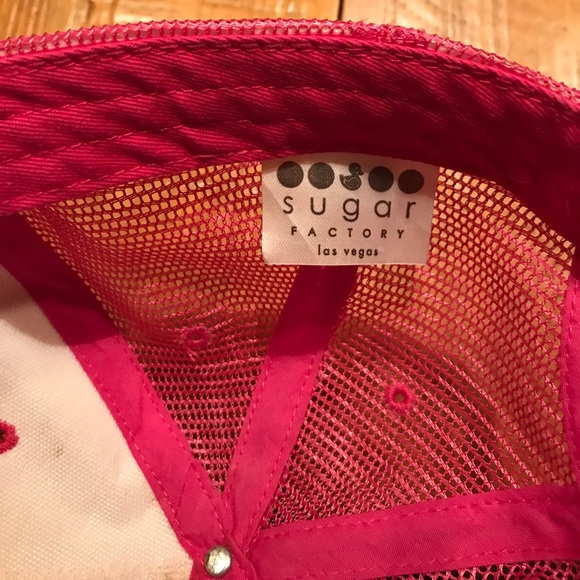 sugar
FACTORY
las vegas